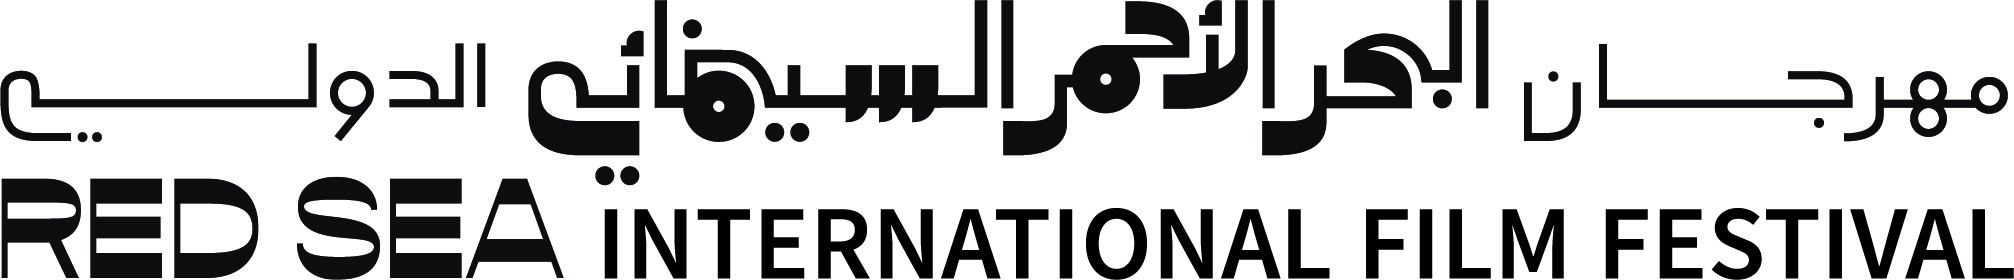 مهرجان البحر الأحمر السينمائي الدولي
RED SEA INTERNATIONAL FILM FESTIVAL